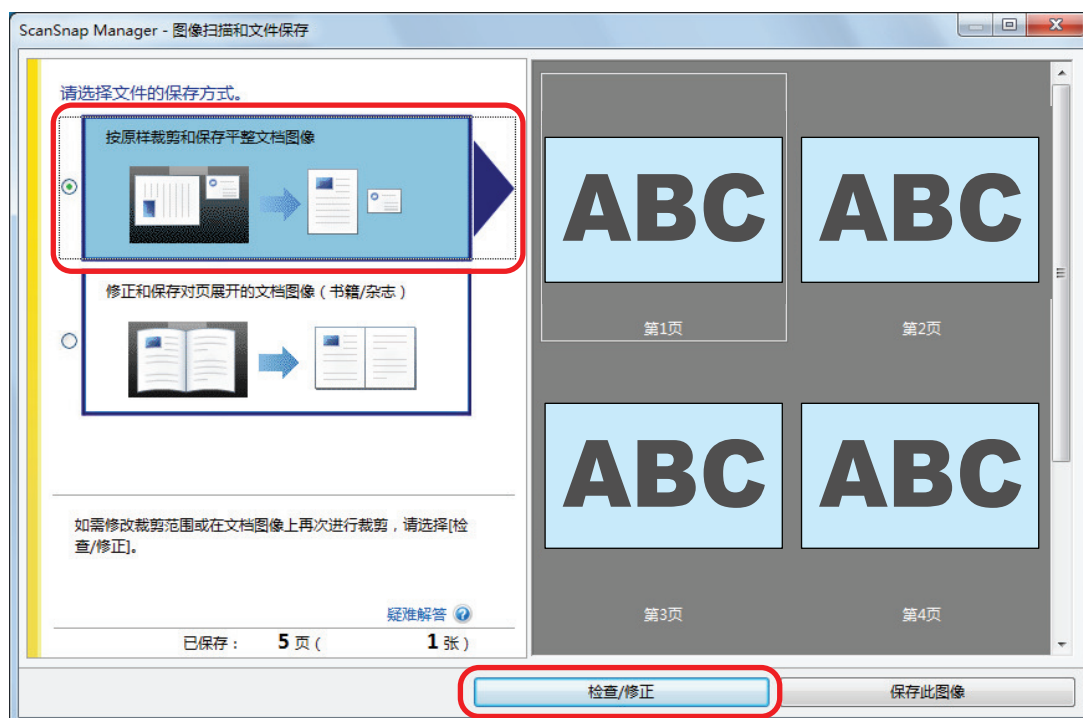 ScanSnap Manager - 图像扫描和文件保存
请选择文件的保存方式。
按原样裁剪和保存平整文档图像
修正和保存对页展开的文档图像（书籍/杂志）
如需修改裁剪范围或在文档图像上再次进行裁剪，请选择[检
查/修正]。
疑难解答
已保存： 5 页（ 1 张）
ABC
ABC
第1页
第2页
ABC
ABC
第3页
第4页
检查/修正
保存此图像